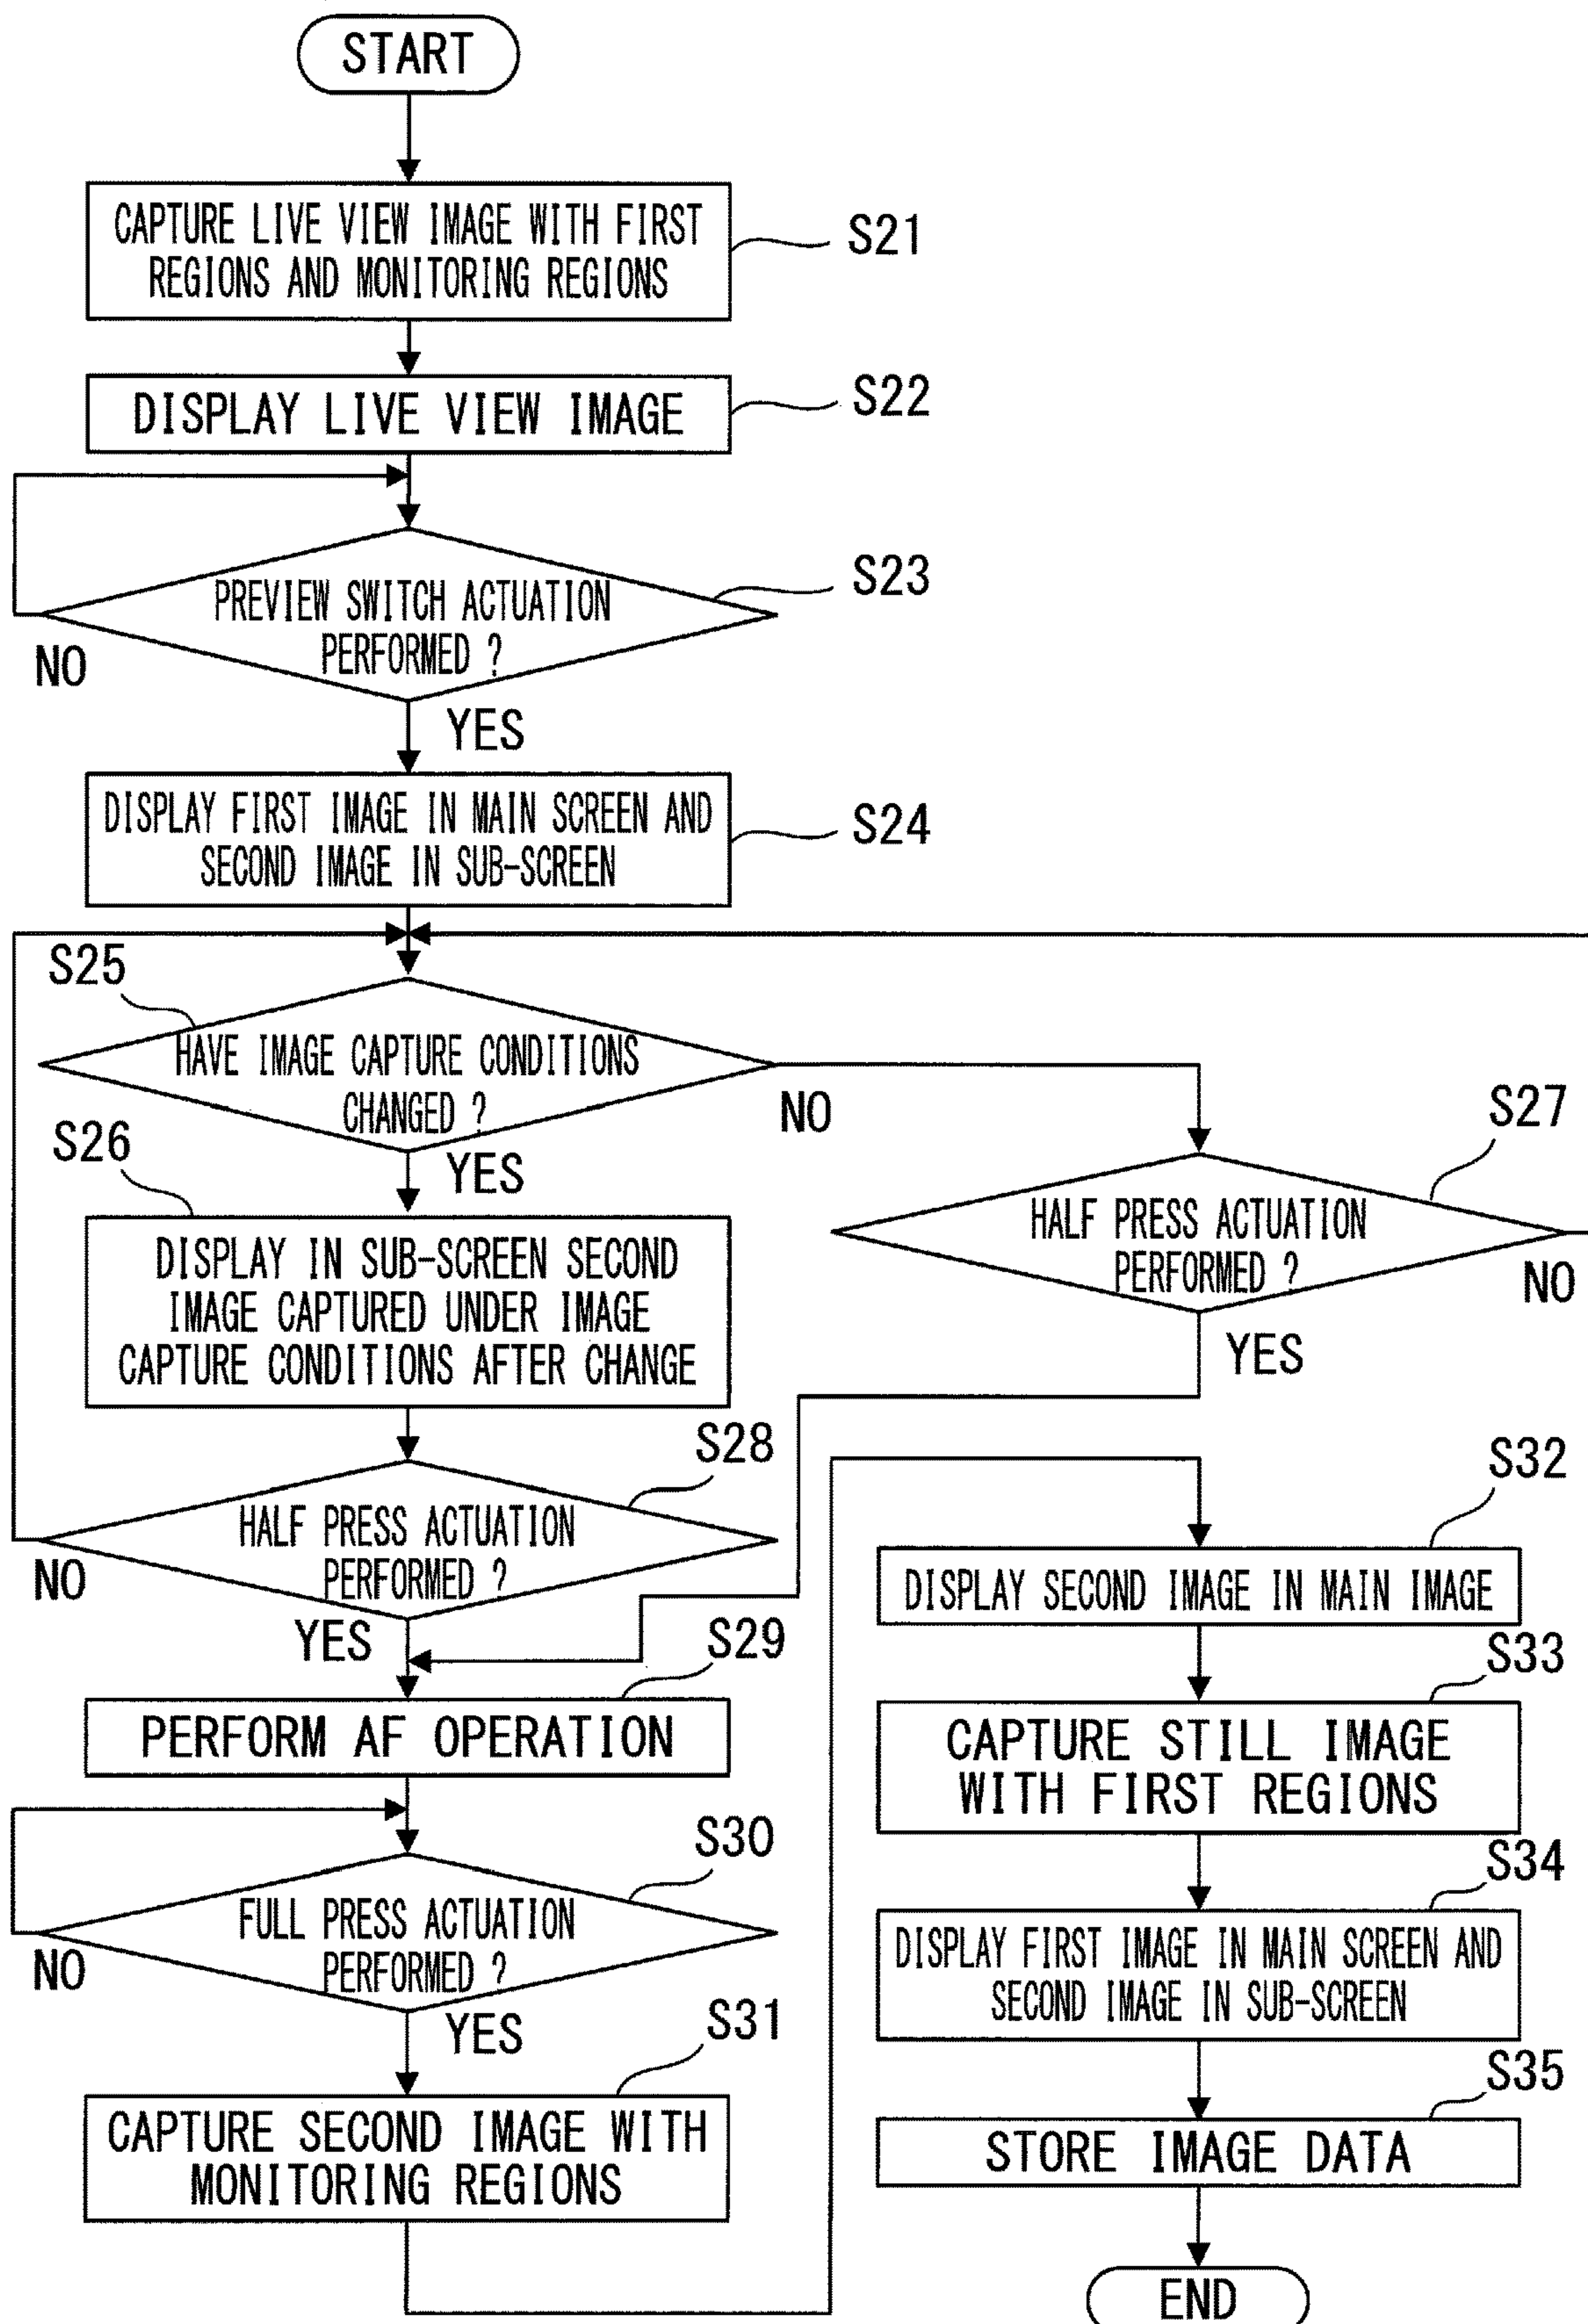 START
CAPTURE LIVE VIEW IMAGE WITH FIRST
REGIONS AND MONITORING REGIONS
S21
DISPLAY LIVE VIEW IMAGE
S22
PREVIEW SWITCH ACTUATION
PERFORMED ?
S23
NO
YES
DISPLAY FIRST IMAGE IN MAIN SCREEN AND
SECOND IMAGE IN SUB-SCREEN
S24
S25
HAVE IMAGE CAPTURE CONDITIONS
CHANGED ?
NO
YES
S26
DISPLAY IN SUB-SCREEN SECOND
IMAGE CAPTURED UNDER IMAGE
CAPTURE CONDITIONS AFTER CHANGE
S27
HALF PRESS ACTUATION
PERFORMED ?
NO
YES
S28
HALF PRESS ACTUATION
PERFORMED ?
NO
YES
S29
PERFORM AF OPERATION
S30
FULL PRESS ACTUATION
PERFORMED ?
NO
YES
S31
CAPTURE SECOND IMAGE WITH
MONITORING REGIONS
S32
DISPLAY SECOND IMAGE IN MAIN IMAGE
S33
CAPTURE STILL IMAGE
WITH FIRST REGIONS
S34
DISPLAY FIRST IMAGE IN MAIN SCREEN AND
SECOND IMAGE IN SUB-SCREEN
S35
STORE IMAGE DATA
END